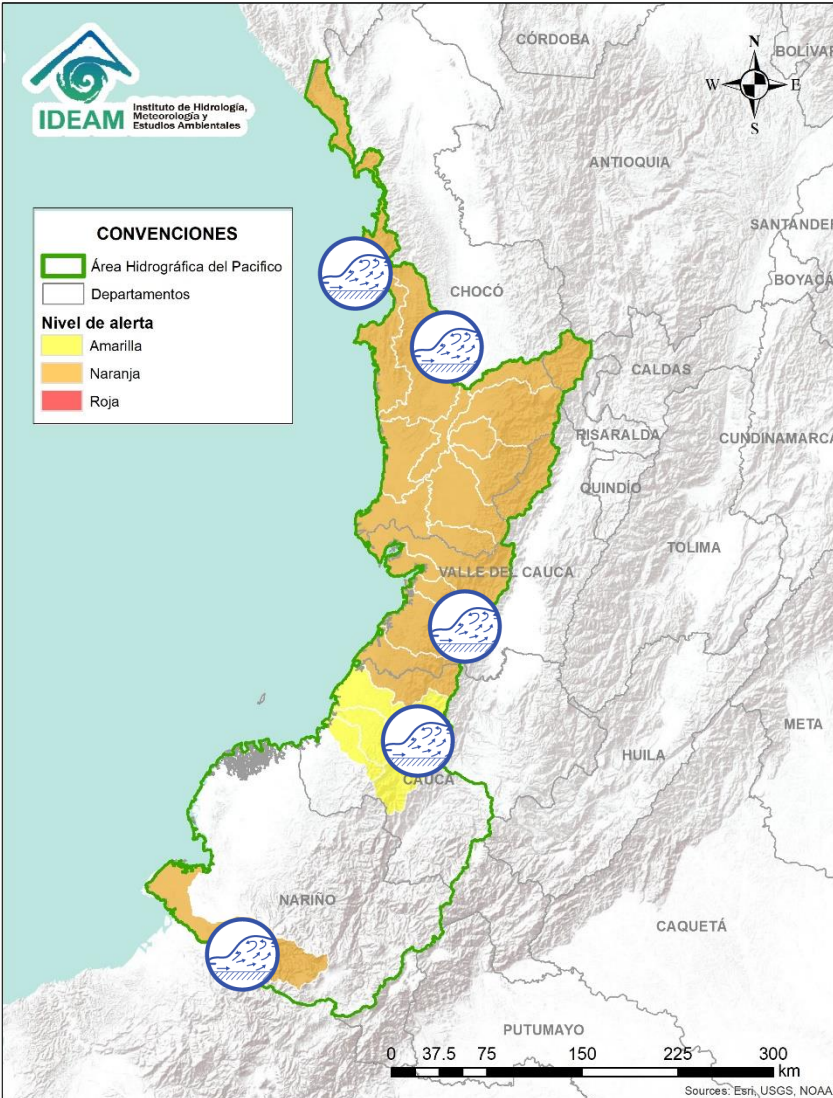 IDEAM
Instituto de Hidrología,
Meteorología y
Estudios Ambientales
N
W
E
S
CONVENCIONES
Área Hidrográfica del Pacifico
Departamentos
Nivel de alerta
Amarilla
Naranja
Roja
CÓRDOBA
BOLÍVAR
ANTIOQUIA
SANTANDER
BOYACÁ
CHOCÓ
CALDAS
RISARALDA
CUNDINAMARCA
QUINDÍO
TOLIMA
VALLE DEL CAUCA
META
HUILA
CAUCA
NARIÑO
CAQUETÁ
PUTUMAYO
0 37.5 75 150 225 300
km
Sources: Esri, USGS, NOAA